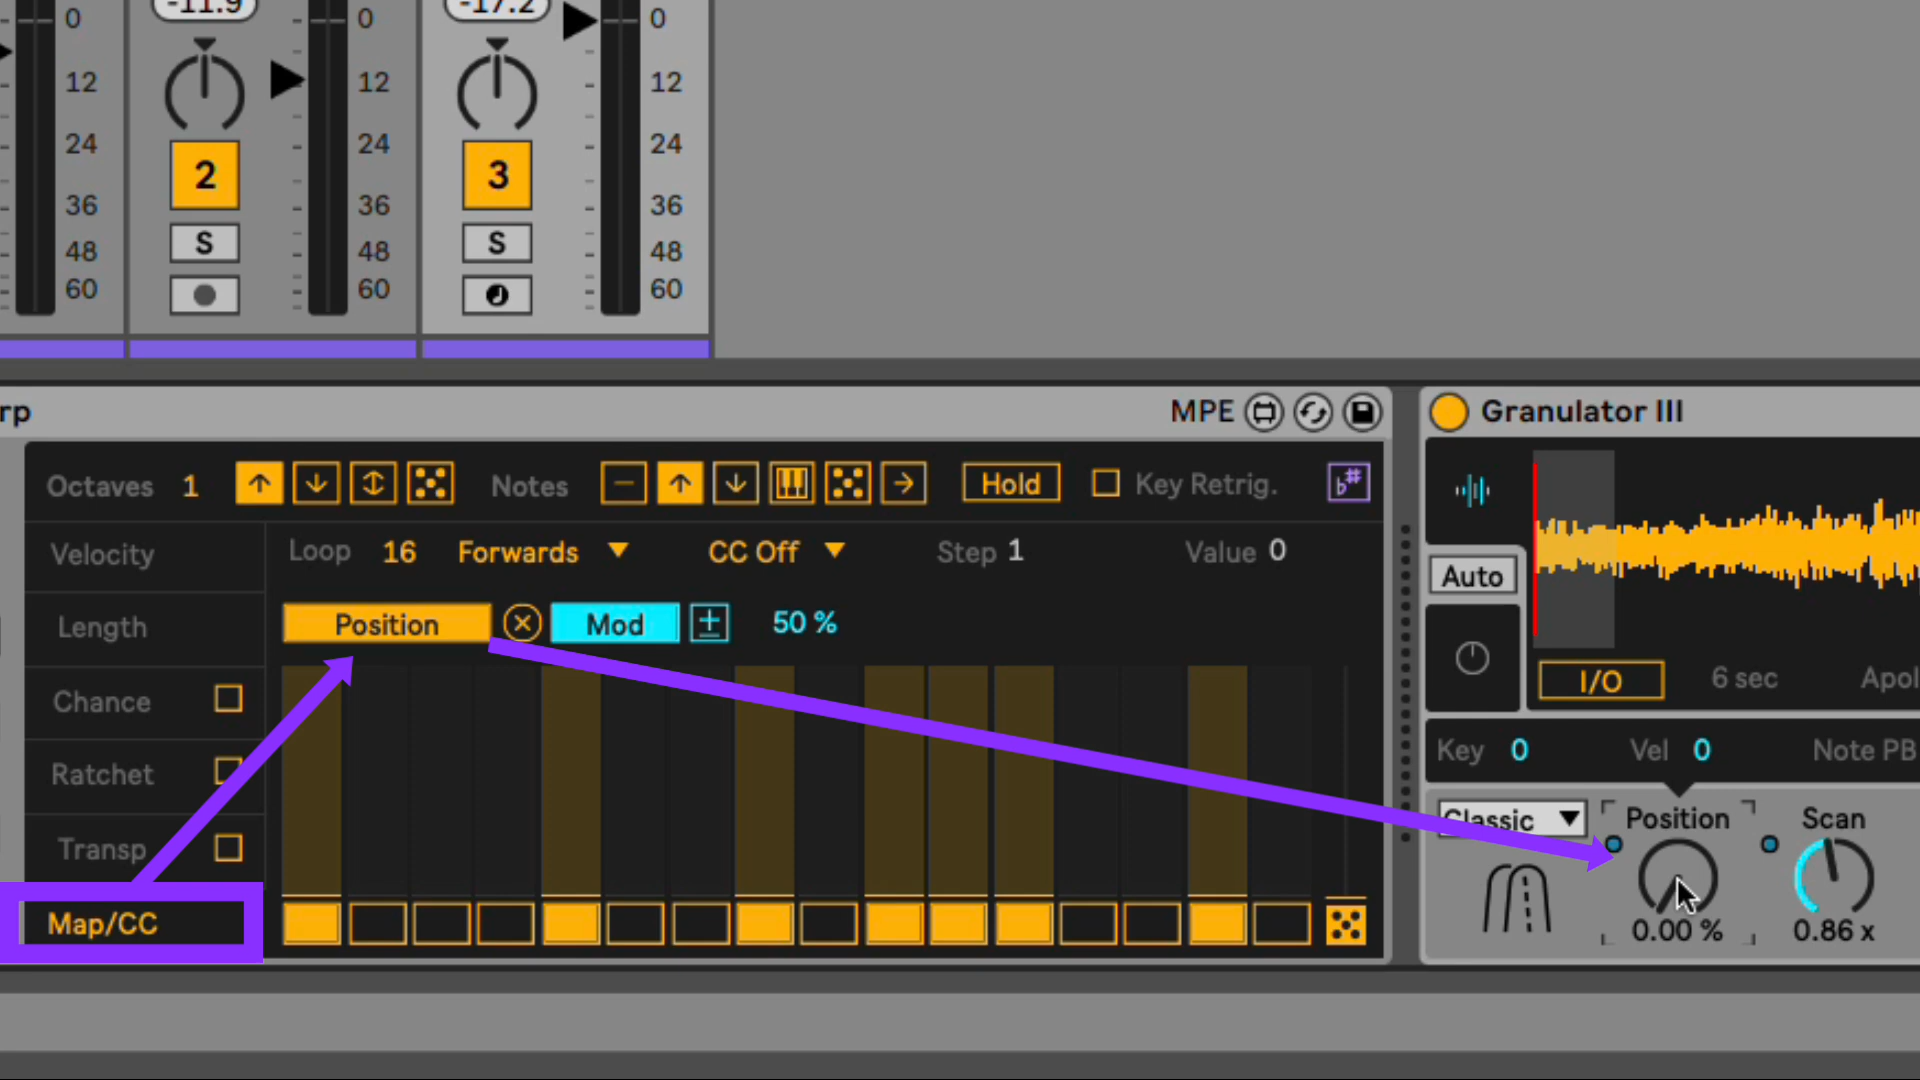 -11.9
-17.2
0
0
0
12
12
12
24
24
24
2
3
36
36
36
S
S
48
48
48
60
60
60
rp
MPE
Granulator III
Octaves 1
Notes
Hold
Key Retrig.
b#
Velocity
Loop 16 Forwards
CC Off
Step 1
Value 0
Auto
Length
Position
Mod
50 %
Chance
I/O
6 sec
Apol
Ratchet
Key 0
Vel 0
Note PB
Transp
Classic
Position
Scan
Map/CC
0.00 %
0.86 x